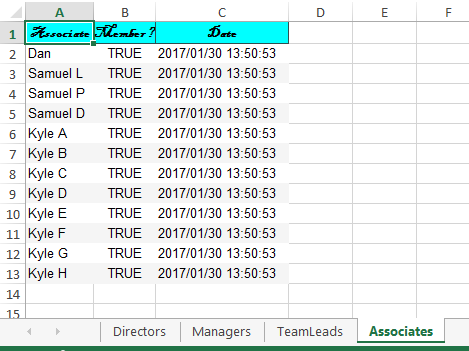 A B C D E F
1 Associate Member? Date
2 Dan TRUE 2017/01/30 13:50:53
3 Samuel L TRUE 2017/01/30 13:50:53
4 Samuel P TRUE 2017/01/30 13:50:53
5 Samuel D TRUE 2017/01/30 13:50:53
6 Kyle A TRUE 2017/01/30 13:50:53
7 Kyle B TRUE 2017/01/30 13:50:53
8 Kyle C TRUE 2017/01/30 13:50:53
9 Kyle D TRUE 2017/01/30 13:50:53
10 Kyle E TRUE 2017/01/30 13:50:53
11 Kyle F TRUE 2017/01/30 13:50:53
12 Kyle G TRUE 2017/01/30 13:50:53
13 Kyle H TRUE 2017/01/30 13:50:53
14
15
Directors Managers TeamLeads Associates